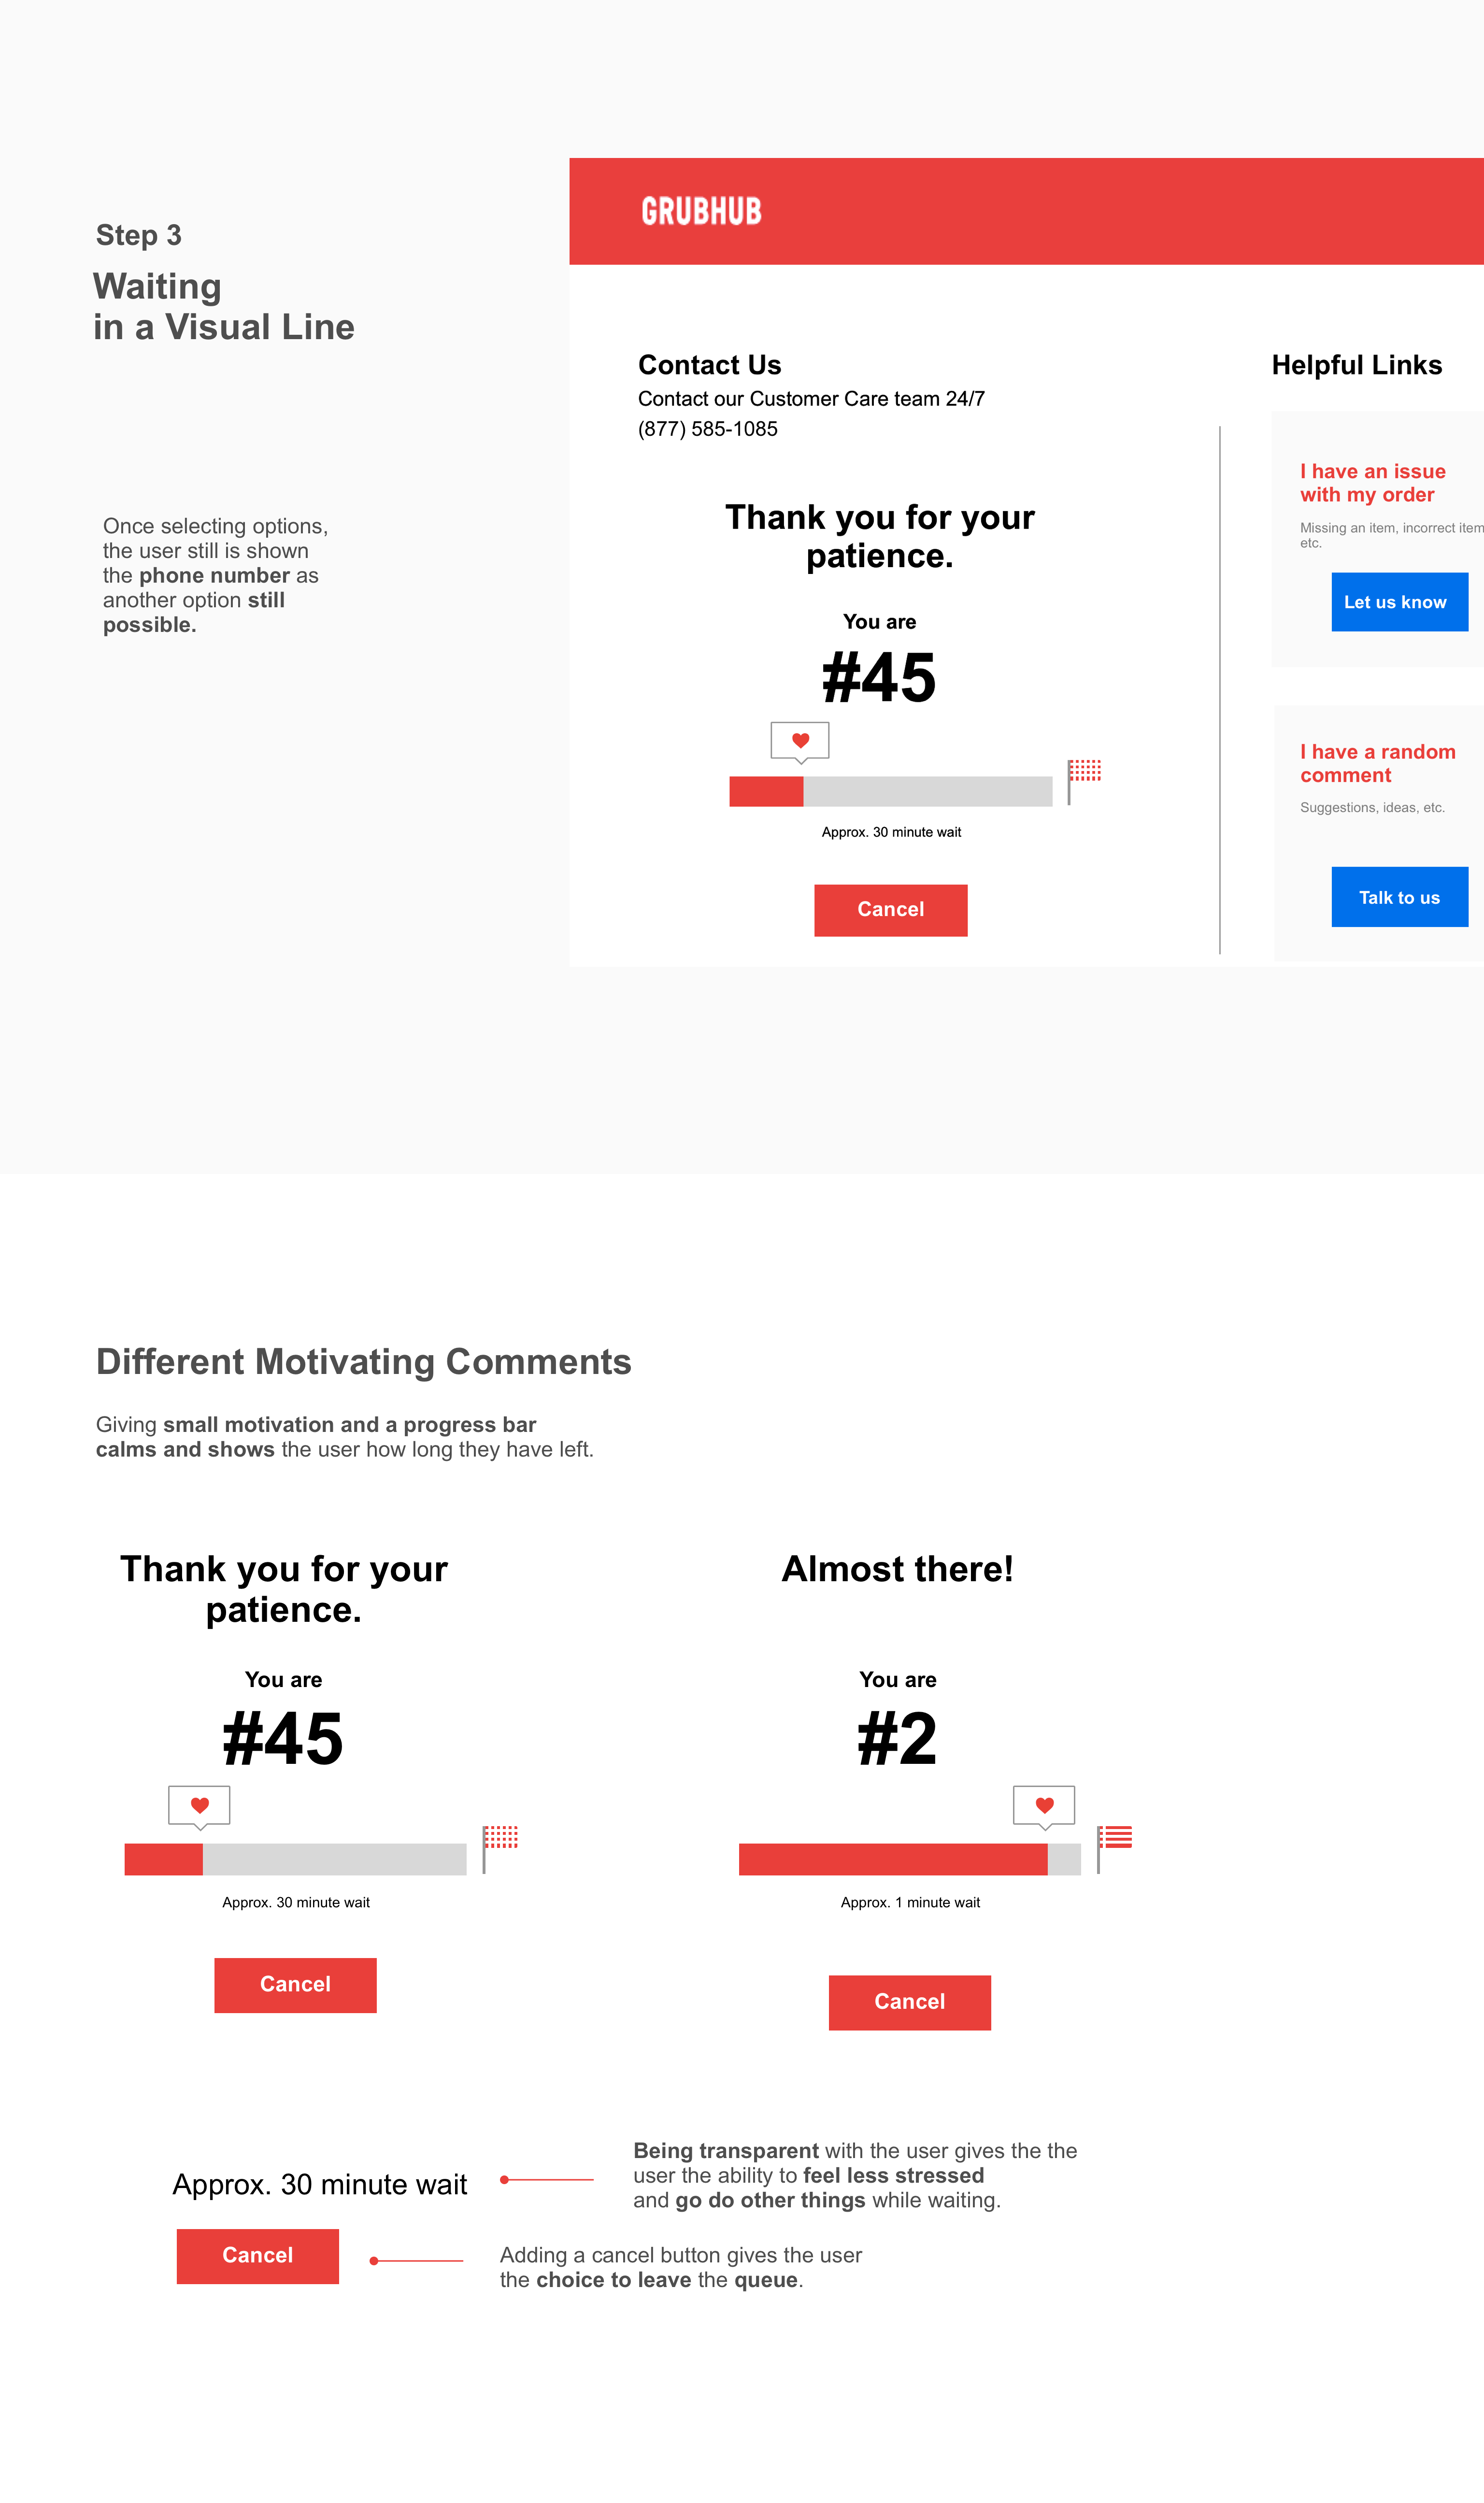 Step 3
Waiting
in a Visual Line
Once selecting options,
the user still is shown
the phone number as
another option still
possible.
GRUBHUB
Contact Us
Contact our Customer Care team 24/7
(877) 585-1085
Thank you for your
patience.
You are
#45
Approx. 30 minute wait
Cancel
Helpful Links
I have an issue
with my order
Missing an item, incorrect item
etc.
Let us know
I have a random
comment
Suggestions, ideas, etc.
Talk to us
Different Motivating Comments
Giving small motivation and a progress bar
calms and shows the user how long they have left.
Thank you for your
patience.
You are
#45
Approx. 30 minute wait
Cancel
Almost there!
You are
#2
Approx. 1 minute wait
Cancel
Approx. 30 minute wait
Being transparent with the user gives the the
user the ability to feel less stressed
and go do other things while waiting.
Cancel
Adding a cancel button gives the user
the choice to leave the queue.